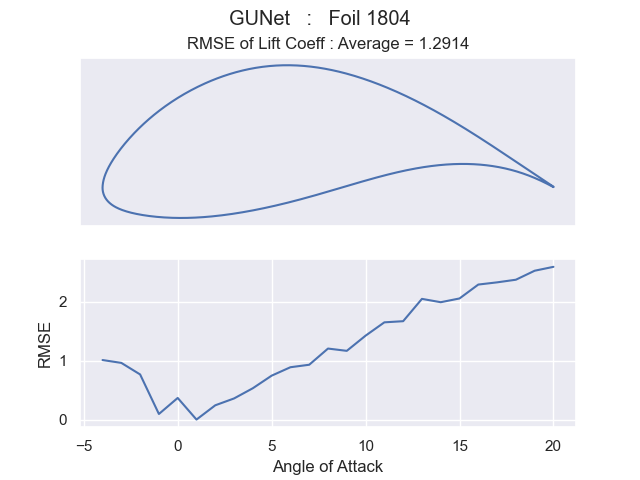 GUNet   :   Foil 1804
RMSE of Lift Coeff : Average = 1.2914
2
1
0
RMSE
−5 0 5 10 15 20
Angle of Attack